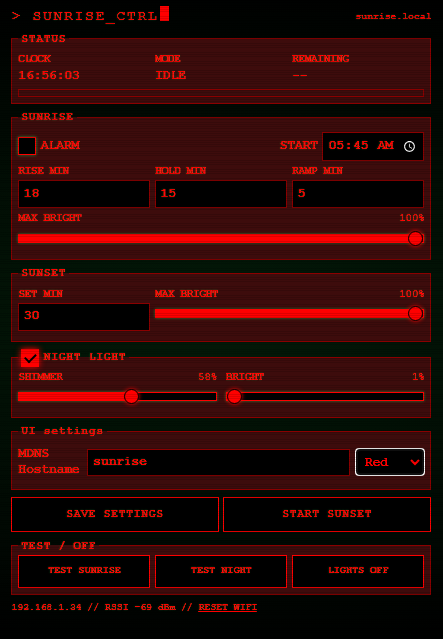 > SUNRISE_CTRL
sunrise.local
STATUS
CLOCK MODE REMAINING
16:56:03 IDLE --
SUNRISE
ALARM START 05:45 AM
RISE MIN HOLD MIN RAMP MIN
18 15 5
MAX BRIGHT 100%
SUNSET
SET MIN MAX BRIGHT 100%
30
NIGHT LIGHT
SHIMMER 58% BRIGHT 1%
UI settings
MDNS
Hostname sunrise Red
SAVE SETTINGS START SUNSET
TEST / OFF
TEST SUNRISE TEST NIGHT LIGHTS OFF
192.168.1.24 // RSSI -69 dBm // RESET WIFI